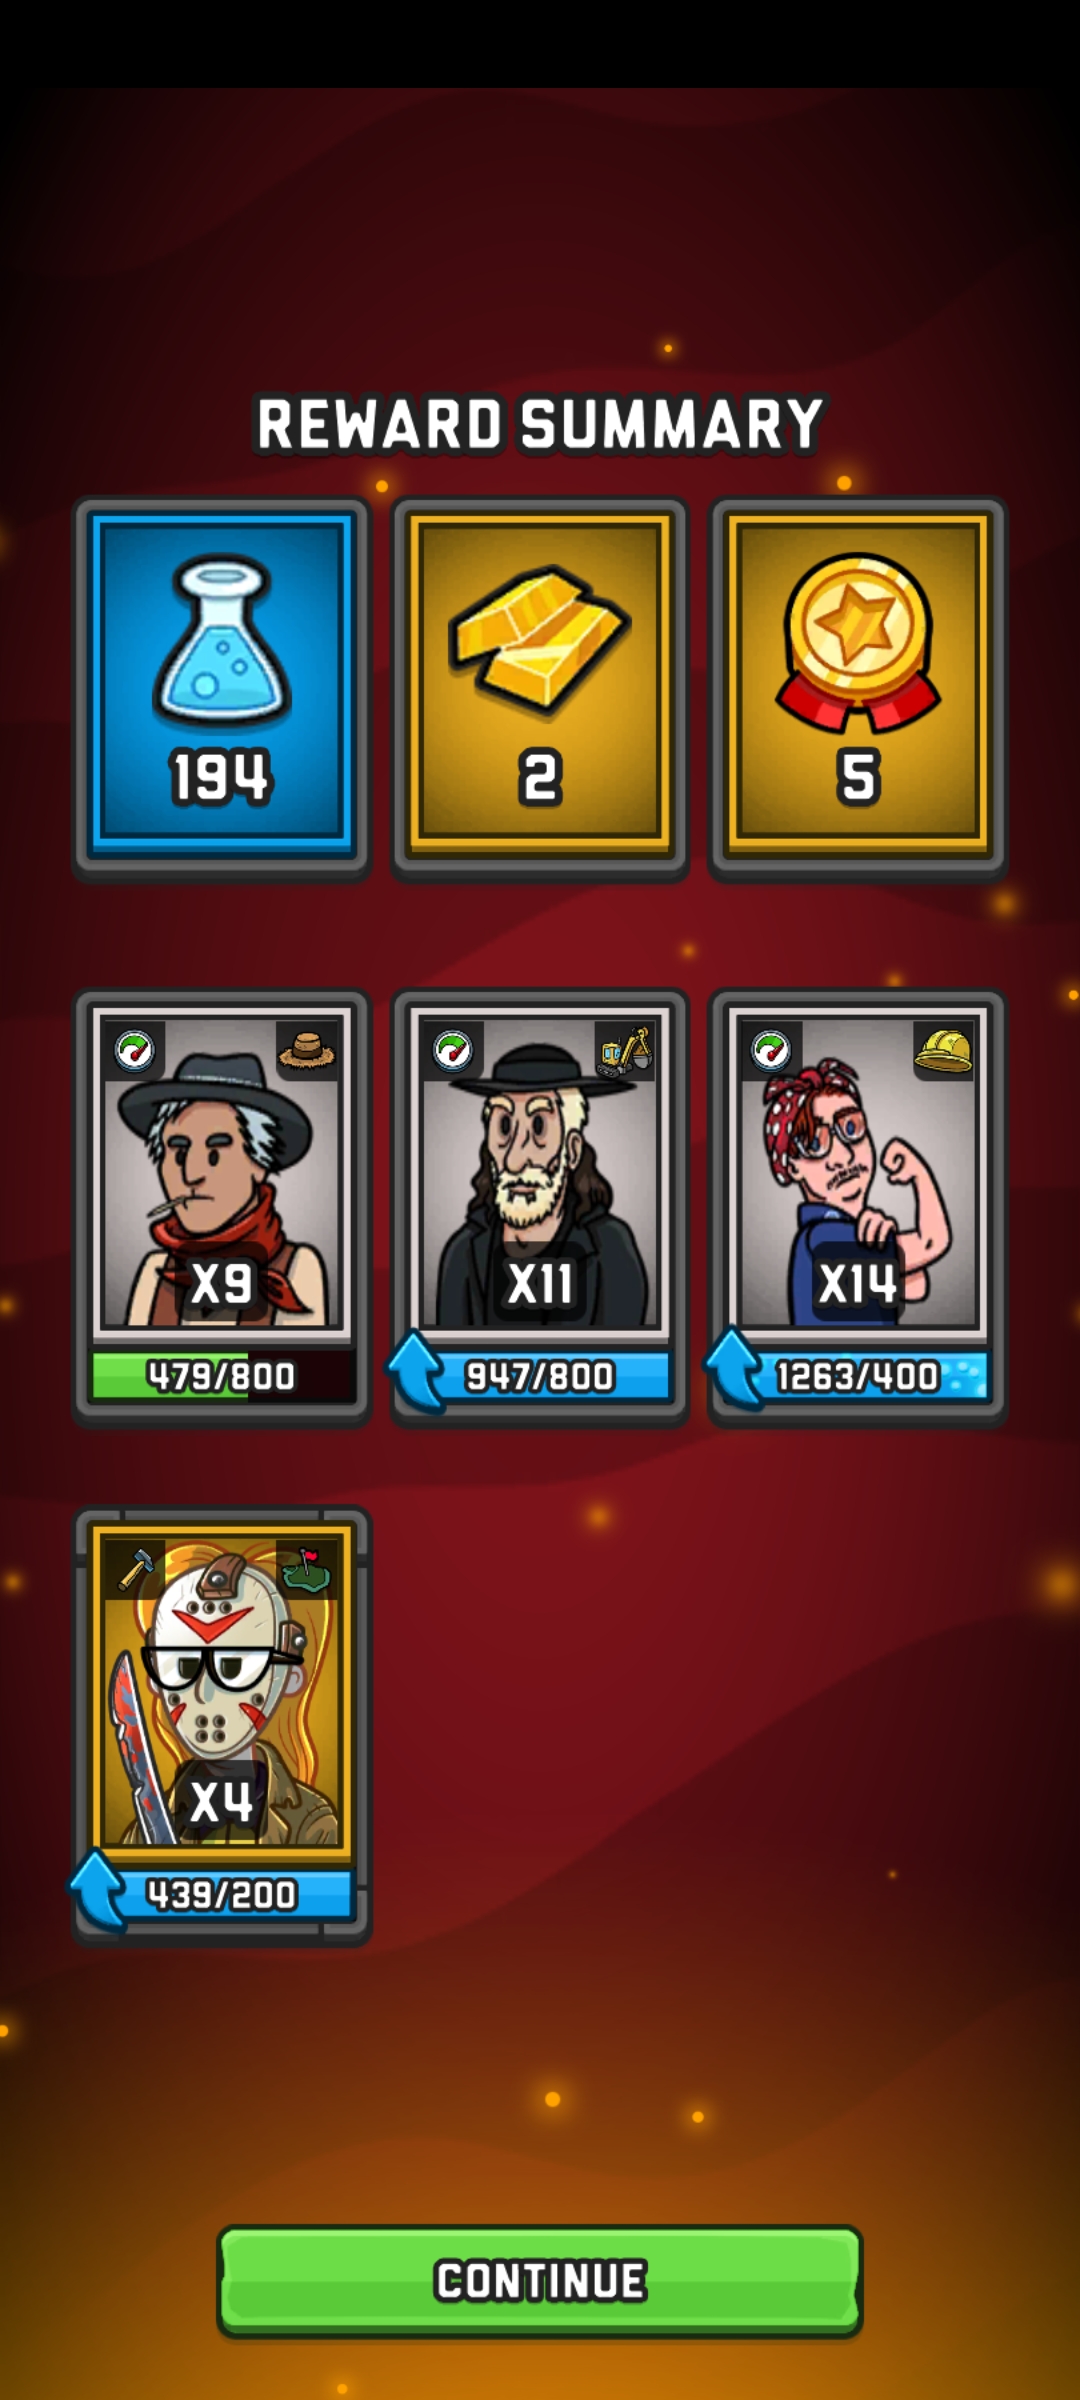 REWARD SUMMARY
194
2
5
X9
X11
X14
479/800
947/800
1263/400
X4
439/200
CONTINUE